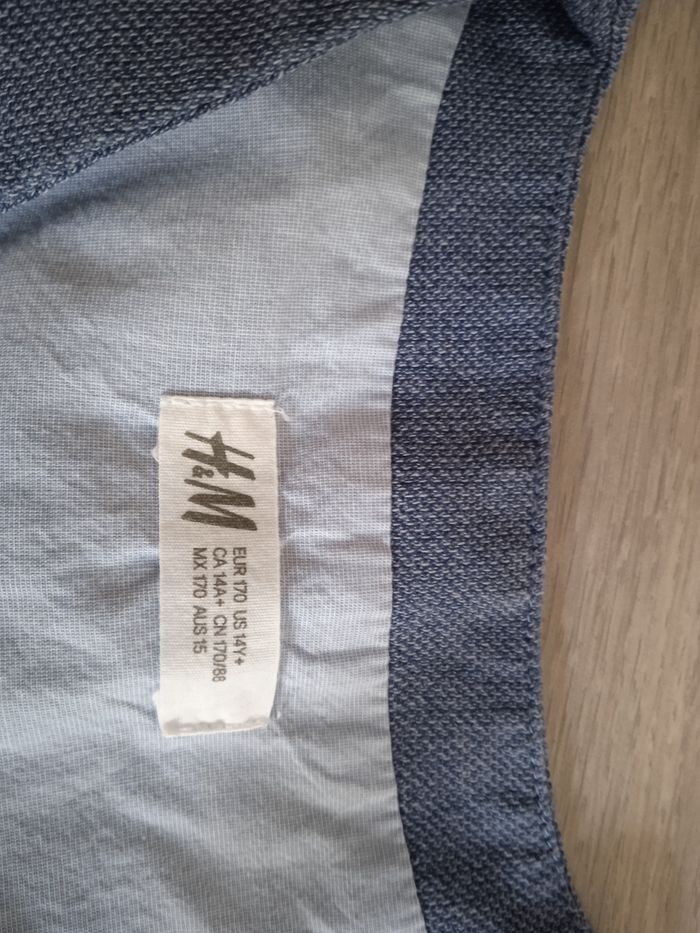 H&M
EUR 170 US 14Y+
CA 14A+ CN 170/88
MX 170 AUS 15